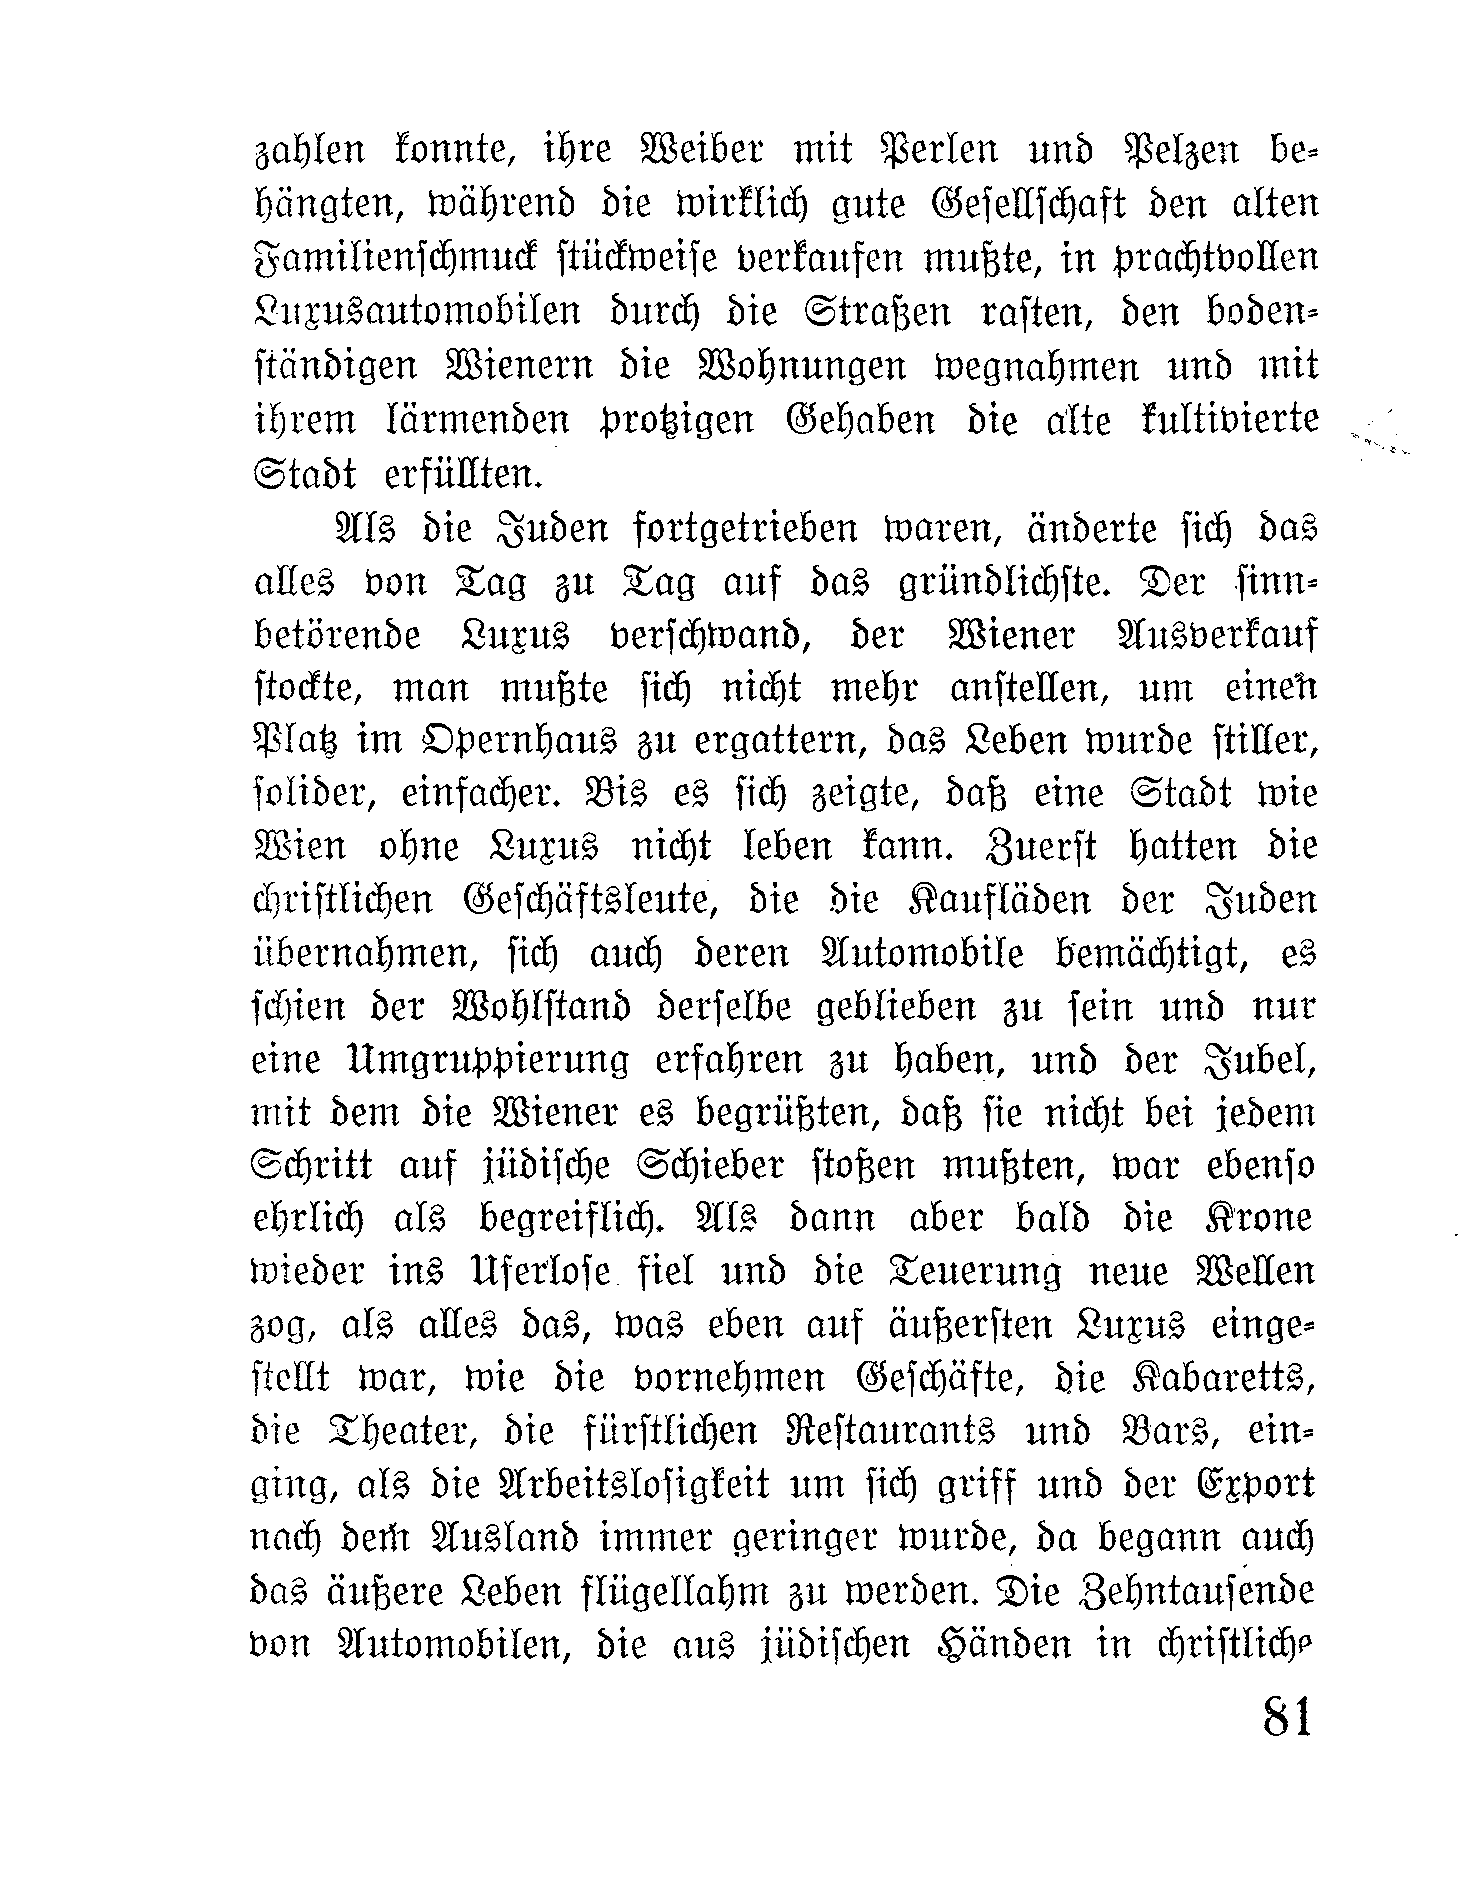 zahlen konnte, ihre Weiber mit Perlen und Pelzen be-
hängten, während die wirklich gute Gesellschaft den alten
Familienschmuck stückweise verkaufen mußte, in prachtvollen
Luxusautomobilen durch die Straßen rasten, den boden-
ständigen Wienern die Wohnungen wegnahmen und mit
ihrem lärmenden protzigen Gehaben die alte kultivierte
Stadt erfüllten.
Als die Juden fortgetrieben waren, änderte sich das
alles von Tag zu Tag auf das gründlichste. Der sinn-
betörende Luxus verschwand, der Wiener Ausverkauf
stockte, man mußte sich nicht mehr anstellen, um einen
Platz im Opernhaus zu ergattern, das Leben wurde stiller,
solider, einfacher. Bis es sich zeigte, daß eine Stadt wie
Wien ohne Luxus nicht leben kann. Zuerst hatten die
christlichen Geschäftsleute, die die Kaufläden der Juden
übernahmen, sich auch deren Automobile bemächtigt, es
schien der Wohlstand derselbe geblieben zu sein und nur
eine Umgruppierung erfahren zu haben, und der Jubel,
mit dem die Wiener es begrüßten, daß sie nicht bei jedem
Schritt auf jüdische Schieber stoßen mußten, war ebenso
ehrlich als begreiflich. Als dann aber bald die Krone
wieder ins Uferlose fiel und die Teuerung neue Wellen
zog, als alles das, was eben auf äußersten Luxus einge-
stellt war, wie die vornehmen Geschäfte, die Kabaretts,
die Theater, die fürstlichen Restaurants und Bars, ein-
ging, als die Arbeitslosigkeit um sich griff und der Export
nach dem Ausland immer geringer wurde, da begann auch
das äußere Leben flügellahm zu werden. Die Zehntausende
von Automobilen, die aus jüdischen Händen in christliche
81